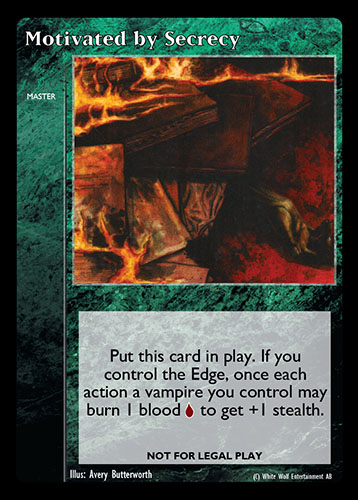 Motivated by Secrecy
MASTER
Put this card in play. If you
control the Edge, once each
action a vampire you control may
burn 1 blood to get +1 stealth.
NOT FOR LEGAL PLAY
Illus: Avery Butterworth
(C) White Wolf Entertainment AB